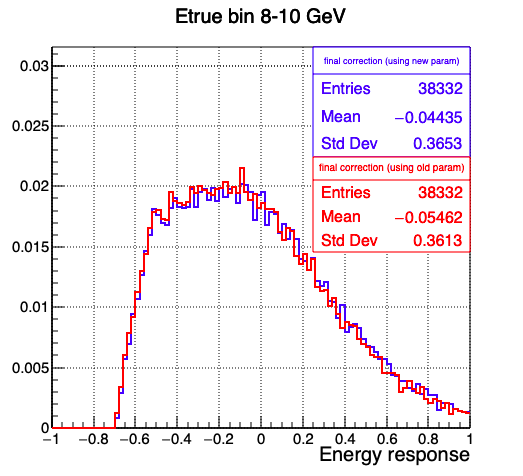 Etrue bin 8-10 GeV
final correction (using new param)
Entries 38332
Mean −0.04435
Std Dev 0.3653
final correction (using old param)
Entries 38332
Mean −0.05462
Std Dev 0.3613
0.03
0.025
0.02
0.015
0.01
0.005
0
−1 −0.8 −0.6 −0.4 −0.2 0 0.2 0.4 0.6 0.8 1
Energy response